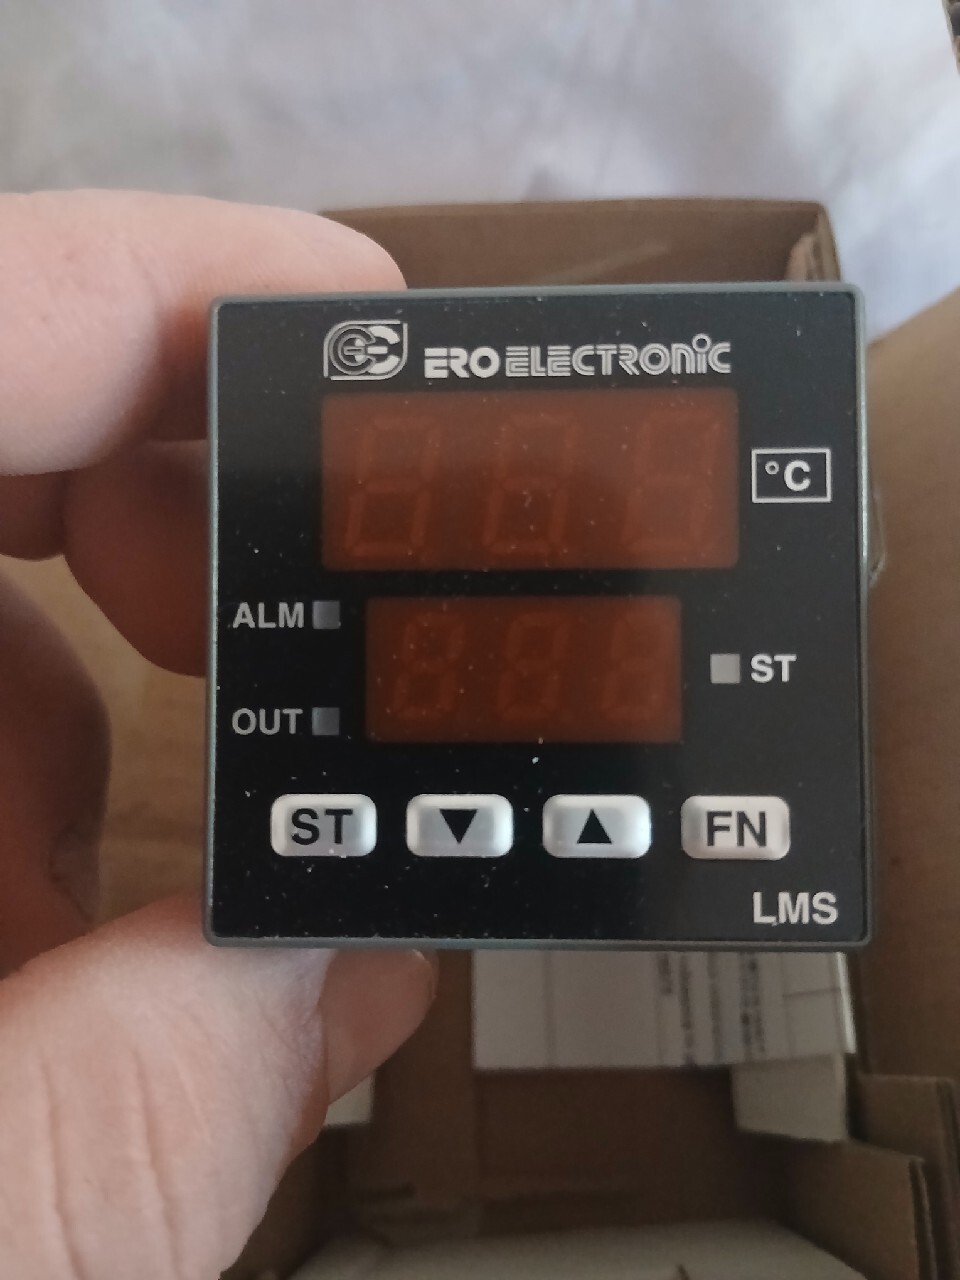 ERO ELECTRONIC
°C
ALM
ST
OUT
ST ▼ ▲ FN
LMS